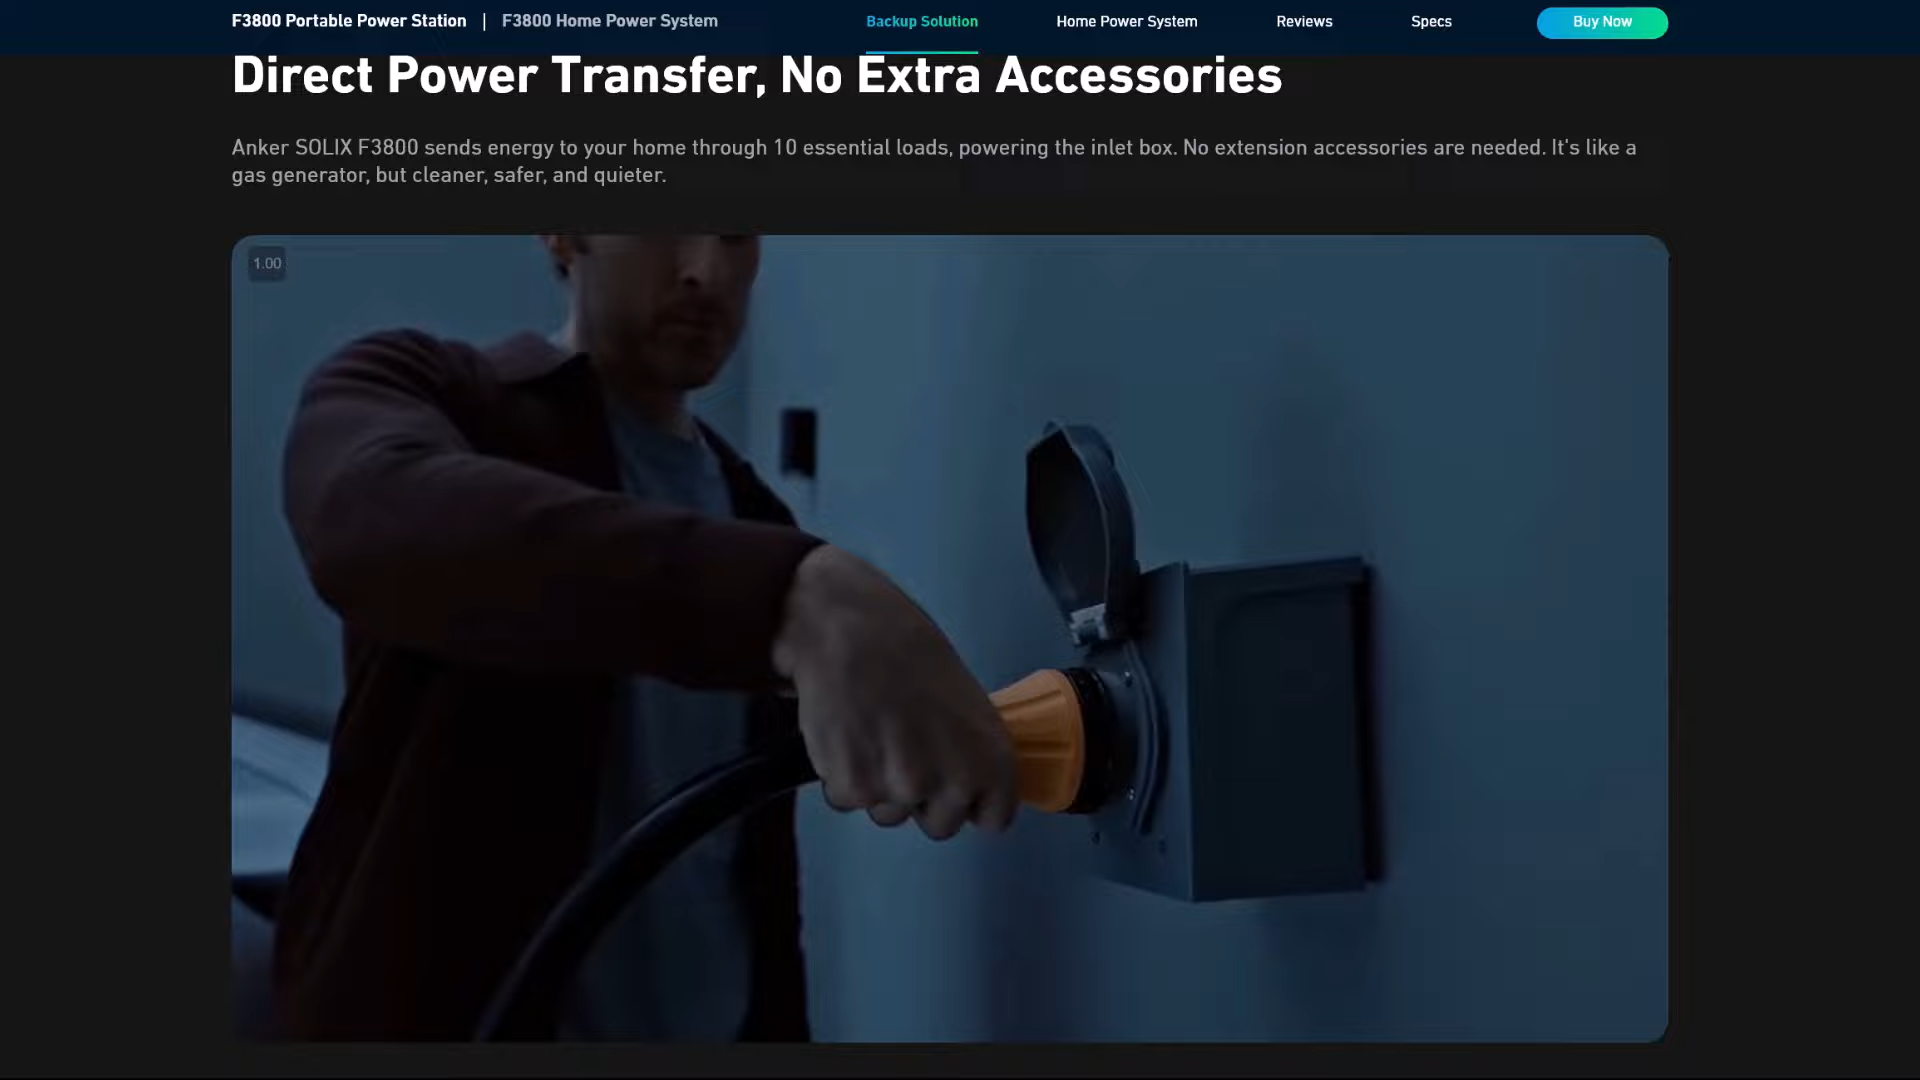 F3800 Portable Power Station | F3800 Home Power System Backup Solution Home Power System Reviews Specs Buy Now
Direct Power Transfer, No Extra Accessories
Anker SOLIX F3800 sends energy to your home through 10 essential loads, powering the inlet box. No extension accessories are needed. It's like a
gas generator, but cleaner, safer, and quieter.
1.00